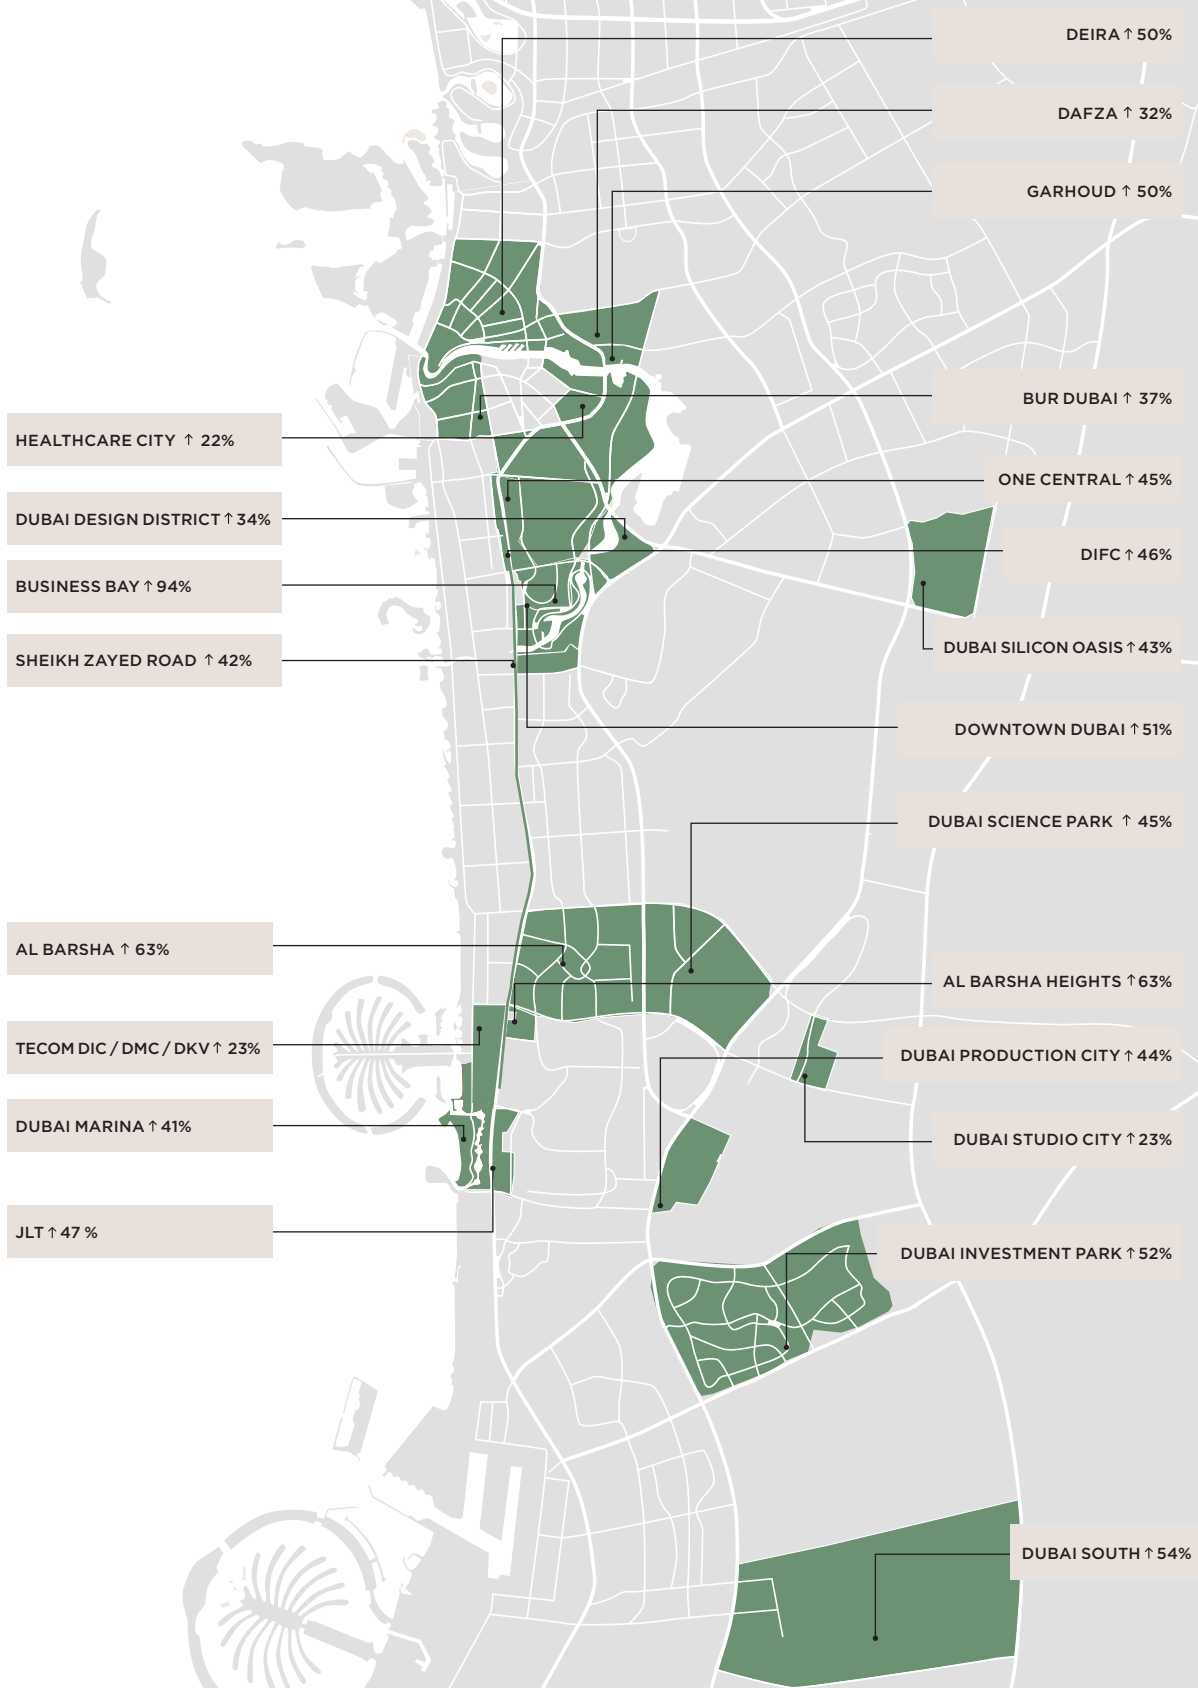 DEIRA ↑ 50%
DAFZA ↑ 32%
GARHOUD ↑ 50%
BUR DUBAI ↑ 37%
HEALTHCARE CITY ↑ 22%
ONE CENTRAL ↑ 45%
DUBAI DESIGN DISTRICT ↑ 34%
DIFC ↑ 46%
BUSINESS BAY ↑ 94%
DUBAI SILICON OASIS ↑ 43%
SHEIKH ZAYED ROAD ↑ 42%
DOWNTOWN DUBAI ↑ 51%
DUBAI SCIENCE PARK ↑ 45%
AL BARSHA ↑ 63%
AL BARSHA HEIGHTS ↑ 63%
TECOM DIC / DMC / DKV ↑ 23%
DUBAI PRODUCTION CITY ↑ 44%
DUBAI MARINA ↑ 41%
DUBAI STUDIO CITY ↑ 23%
JLT ↑ 47 %
DUBAI INVESTMENT PARK ↑ 52%
DUBAI SOUTH ↑ 54%